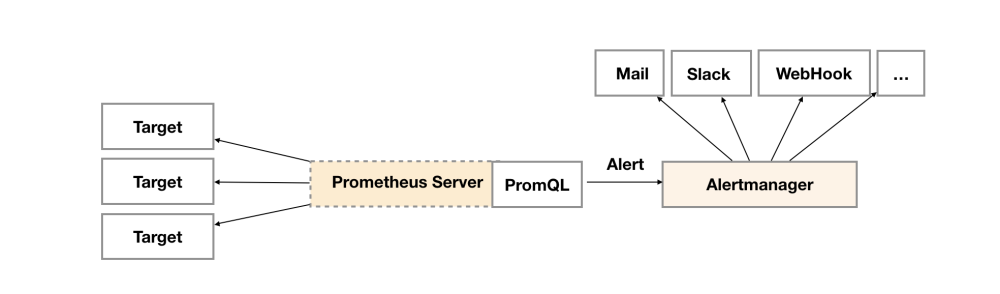 Mail
Slack
WebHook
...
Target
Target
Target
Prometheus Server
PromQL
Alert
Alertmanager